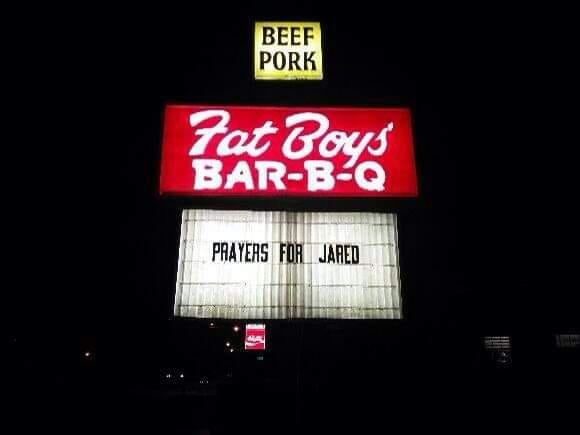 BEEF
PORK
Fat Boys'
BAR-B-Q
PRAYERS FOR JARED